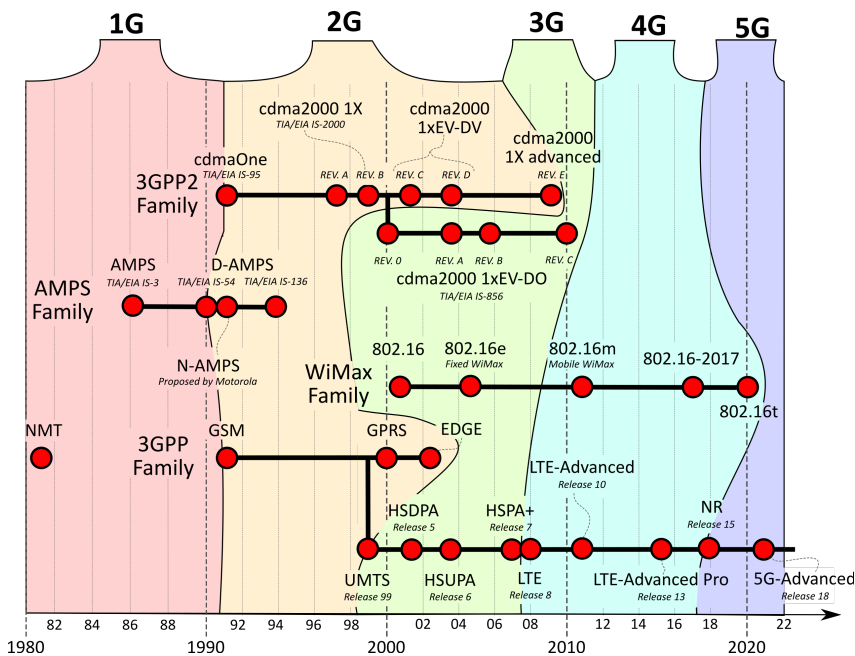 1G 2G 3G 4G 5G
cdma2000 1X
TIA/EIA IS-2000
cdma2000
1xEV-DV
cdma2000
1X advanced
cdmaOne
TIA/EIA IS-95
REV. A REV. B REV. C REV. D REV. E
3GPP2
Family
REV. 0 REV. A REV. B REV. C
cdma2000 1xEV-DO
TIA/EIA IS-856
AMPS
TIA/EIA IS-3
D-AMPS
TIA/EIA IS-54 TIA/EIA IS-136
AMPS
Family
N-AMPS
Proposed by Motorola
WiMax
Family
802.16
802.16e
Fixed WiMax
802.16m
Mobile WiMax
802.16-2017
802.16t
NMT
3GPP
Family
GSM
GPRS
EDGE
LTE-Advanced
Release 10
HSDPA
Release 5
HSPA+
Release 7
NR
Release 15
UMTS
Release 99
HSUPA
Release 6
LTE
Release 8
LTE-Advanced Pro
Release 13
5G-Advanced
Release 18
1980 82 84 86 88 1990 92 94 96 98 2000 02 04 06 08 2010 12 14 16 18 2020 22